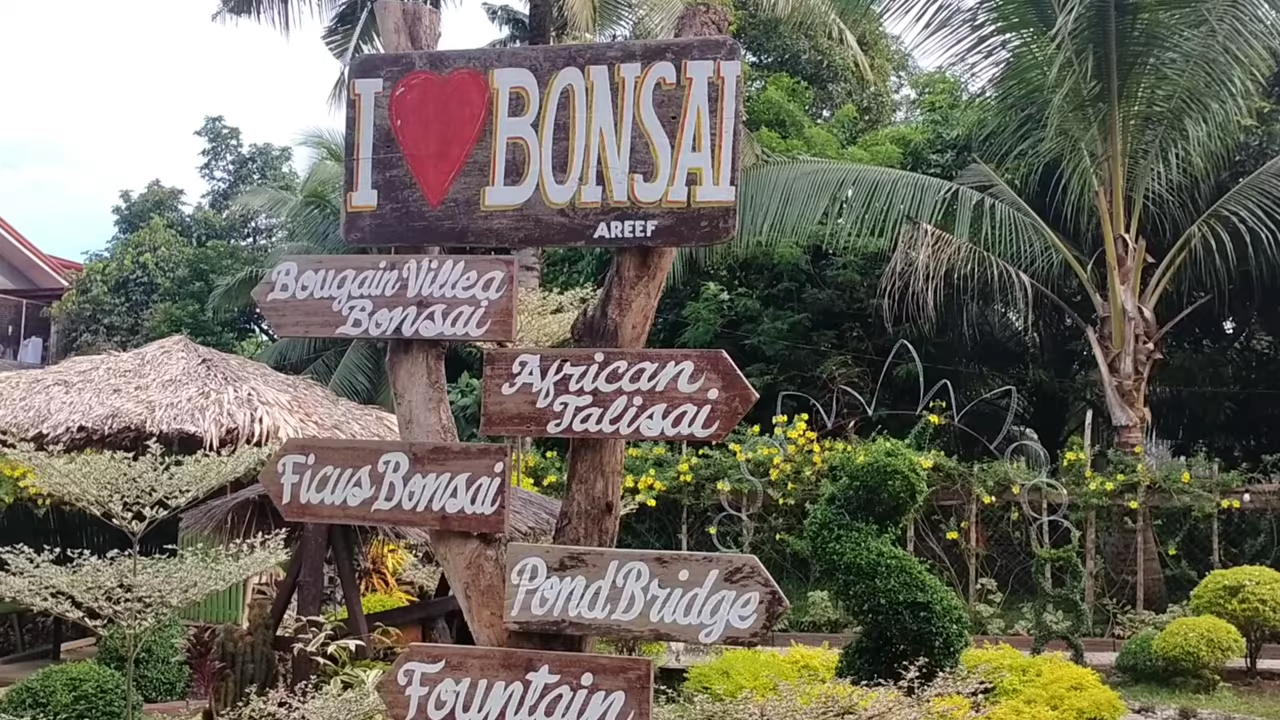 I ❤ BONSAI
AREEF
Bougain Villea
Bonsai
African
Talisai
Ficus Bonsai
Pond Bridge
Fountain